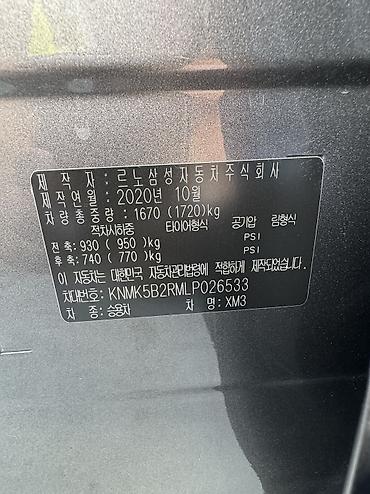 제 작 자 : 르노삼성자동차주식회사
제작연월 : 2020년 10월
차량 총중량 : 1670 (1720)kg
적차시하중 타이어형식 공기압 림형식
전 축: 930 ( 950)kg PSI
후 축: 740 ( 770)kg PSI
이 자동차는 대한민국 자동차관리법령에 적합하게 제작되었음.
차대번호: KNMK5B2RMLP026533
차 종: 승용차 차 명: XM3